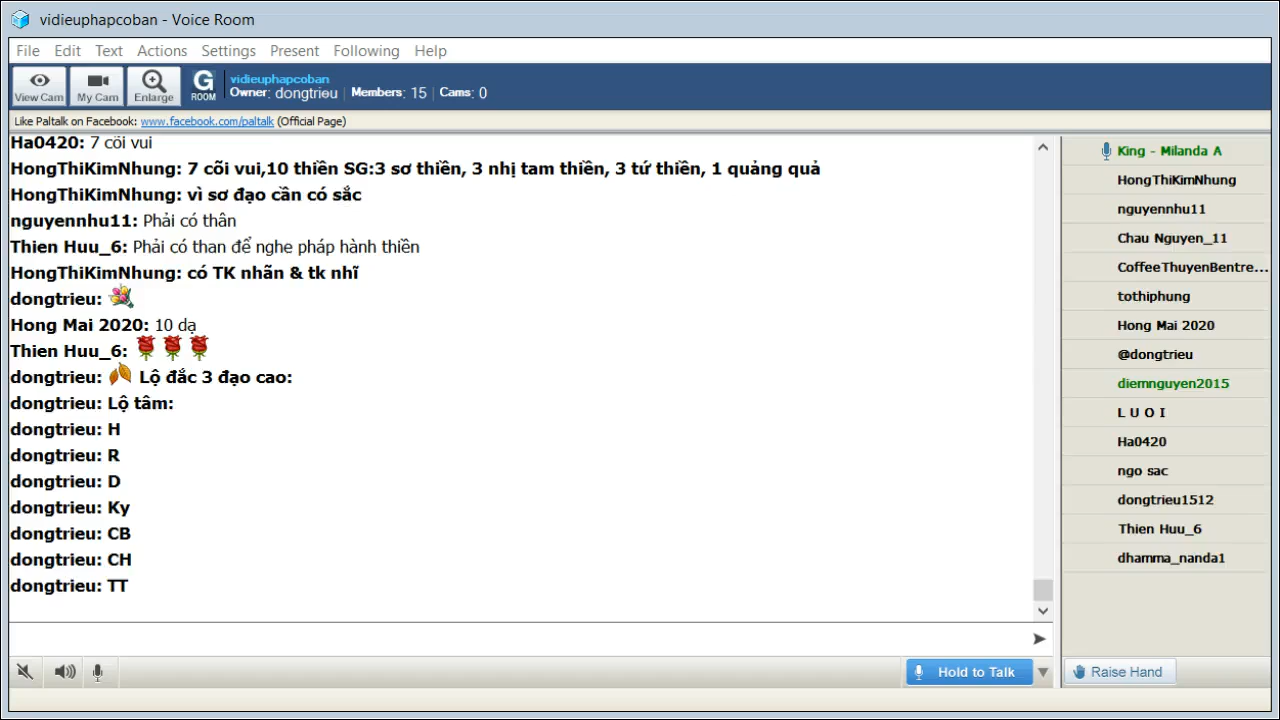 vidieuphapcoban - Voice Room
File Edit Text Actions Settings Present Following Help
View Cam My Cam Enlarge G ROOM
vidieuphapcoban
Owner: dongtrieu | Members: 15 | Cams: 0
Like Paltalk on Facebook: www.facebook.com/paltalk (Official Page)
Ha0420: 7 cõi vui
HongThiKimNhung: 7 cõi vui,10 thiền SG:3 sơ thiền, 3 nhị tam thiền, 3 tứ thiền, 1 quảng quả
HongThiKimNhung: vì sơ đạo cần có sắc
nguyennhu11: Phải có thân
Thien Huu_6: Phải có than để nghe pháp hành thiền
HongThiKimNhung: có TK nhãn & tk nhĩ
dongtrieu:
Hong Mai 2020: 10 dạ
Thien Huu_6:
dongtrieu: Lộ đắc 3 đạo cao:
dongtrieu: Lộ tâm:
dongtrieu: H
dongtrieu: R
dongtrieu: D
dongtrieu: Ky
dongtrieu: CB
dongtrieu: CH
dongtrieu: TT
King - Milanda A
HongThiKimNhung
nguyennhu11
Chau Nguyen_11
CoffeeThuyenBentre...
tothiphung
Hong Mai 2020
@dongtrieu
diemnguyen2015
L U O I
Ha0420
ngo sac
dongtrieu1512
Thien Huu_6
dhamma_nanda1
Hold to Talk
Raise Hand